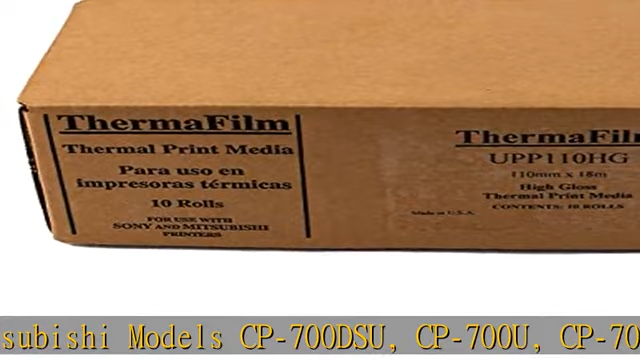 ThermaFilm
Thermal Print Media
Para uso en
impresoras térmicas
10 Rolls
FOR USE WITH
SONY AND MITSUBISHI
PRINTERS
ThermaFilm
UPP110HG
110mm x 18m
High Gloss
Thermal Print Media
CONTENTS: 10 ROLLS
Made in U.S.A.
subishi Models CP-700DSU, CP-700U, CP-70